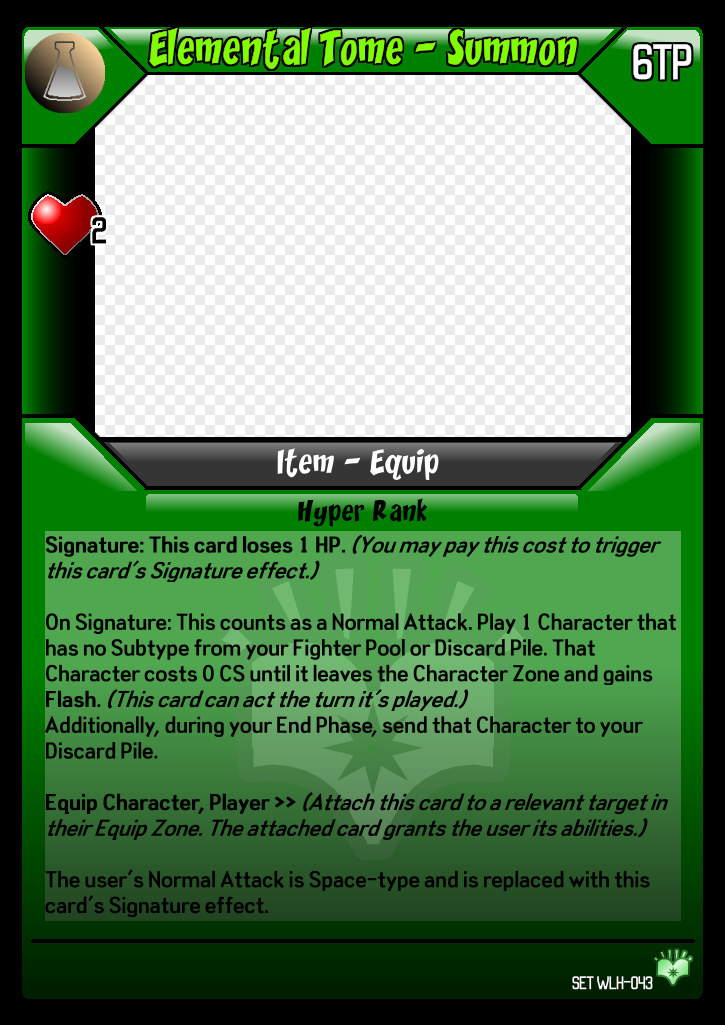 Elemental Tome - Summon
6TP
2
Item - Equip
Hyper Rank
Signature: This card loses 1 HP. (You may pay this cost to trigger
this card's Signature effect.)
On Signature: This counts as a Normal Attack. Play 1 Character that
has no Subtype from your Fighter Pool or Discard Pile. That
Character costs 0 CS until it leaves the Character Zone and gains
Flash. (This card can act the turn it's played.)
Additionally, during your End Phase, send that Character to your
Discard Pile.
Equip Character, Player >> (Attach this card to a relevant target in
their Equip Zone. The attached card grants the user its abilities.)
The user's Normal Attack is Space-type and is replaced with this
card's Signature effect.
SET WLH-043